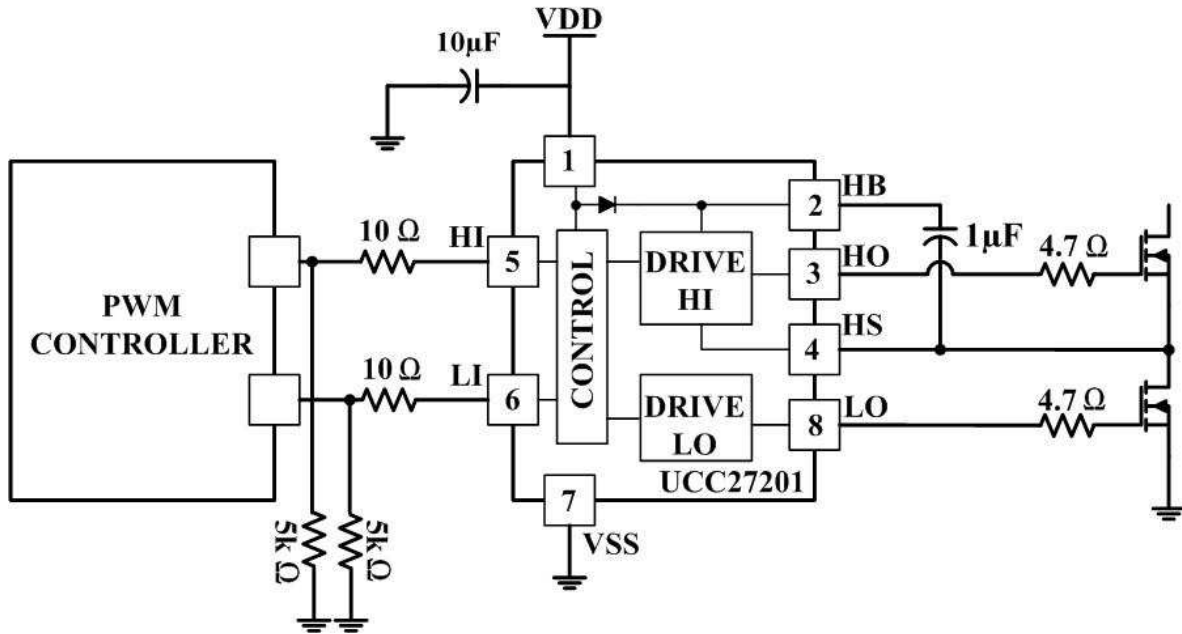 VDD
10µF
1
HB
2
1µF
10 Ω
HI
5
DRIVE
HI
HO
3
4.7 Ω
PWM
CONTROLLER
CONTROL
HS
4
10 Ω
LI
6
DRIVE
LO
LO
8
4.7 Ω
UCC27201
7
VSS
5k Ω
5k Ω